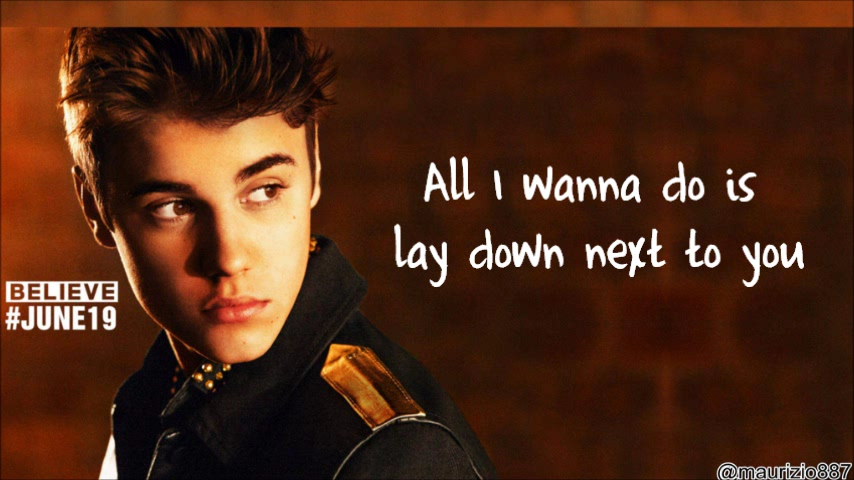 All I wanna do is
lay down next to you
BELIEVE
#JUNE19
@maurizio887